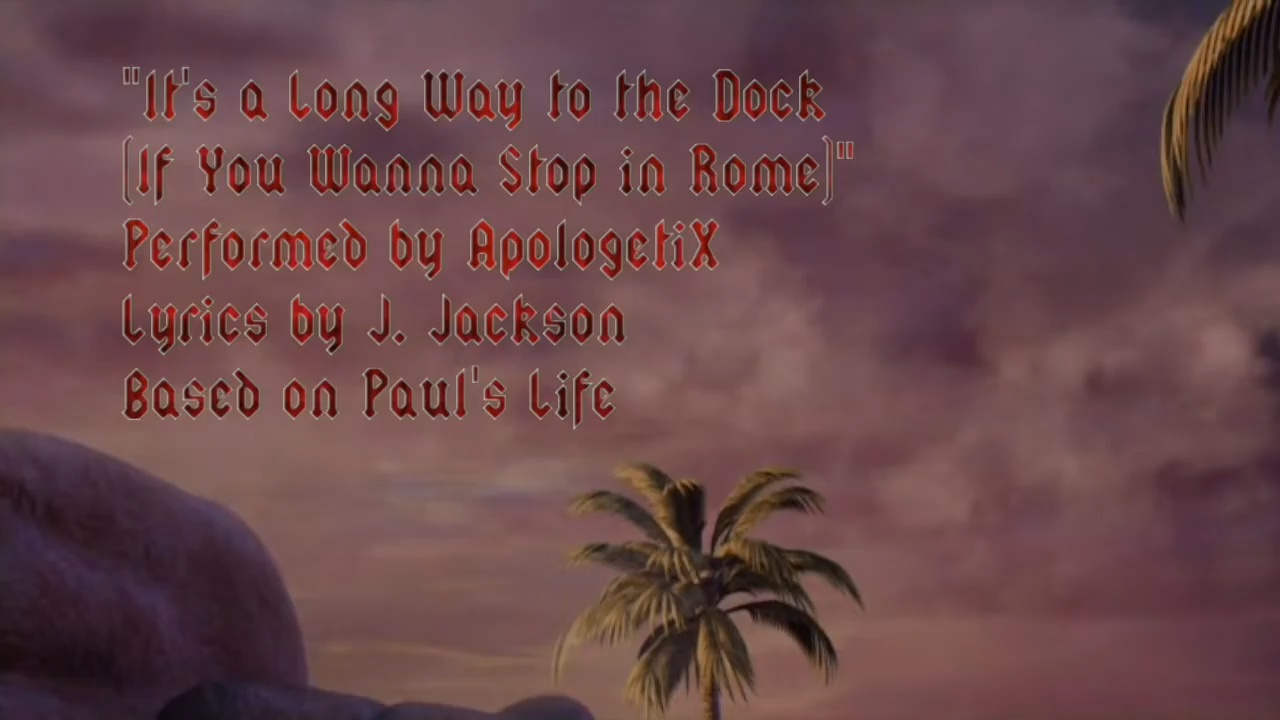 "It's a Long Way to the Dock
(If You Wanna Stop in Rome)"
Performed by ApologetiX
Lyrics by J. Jackson
Based on Paul's Life